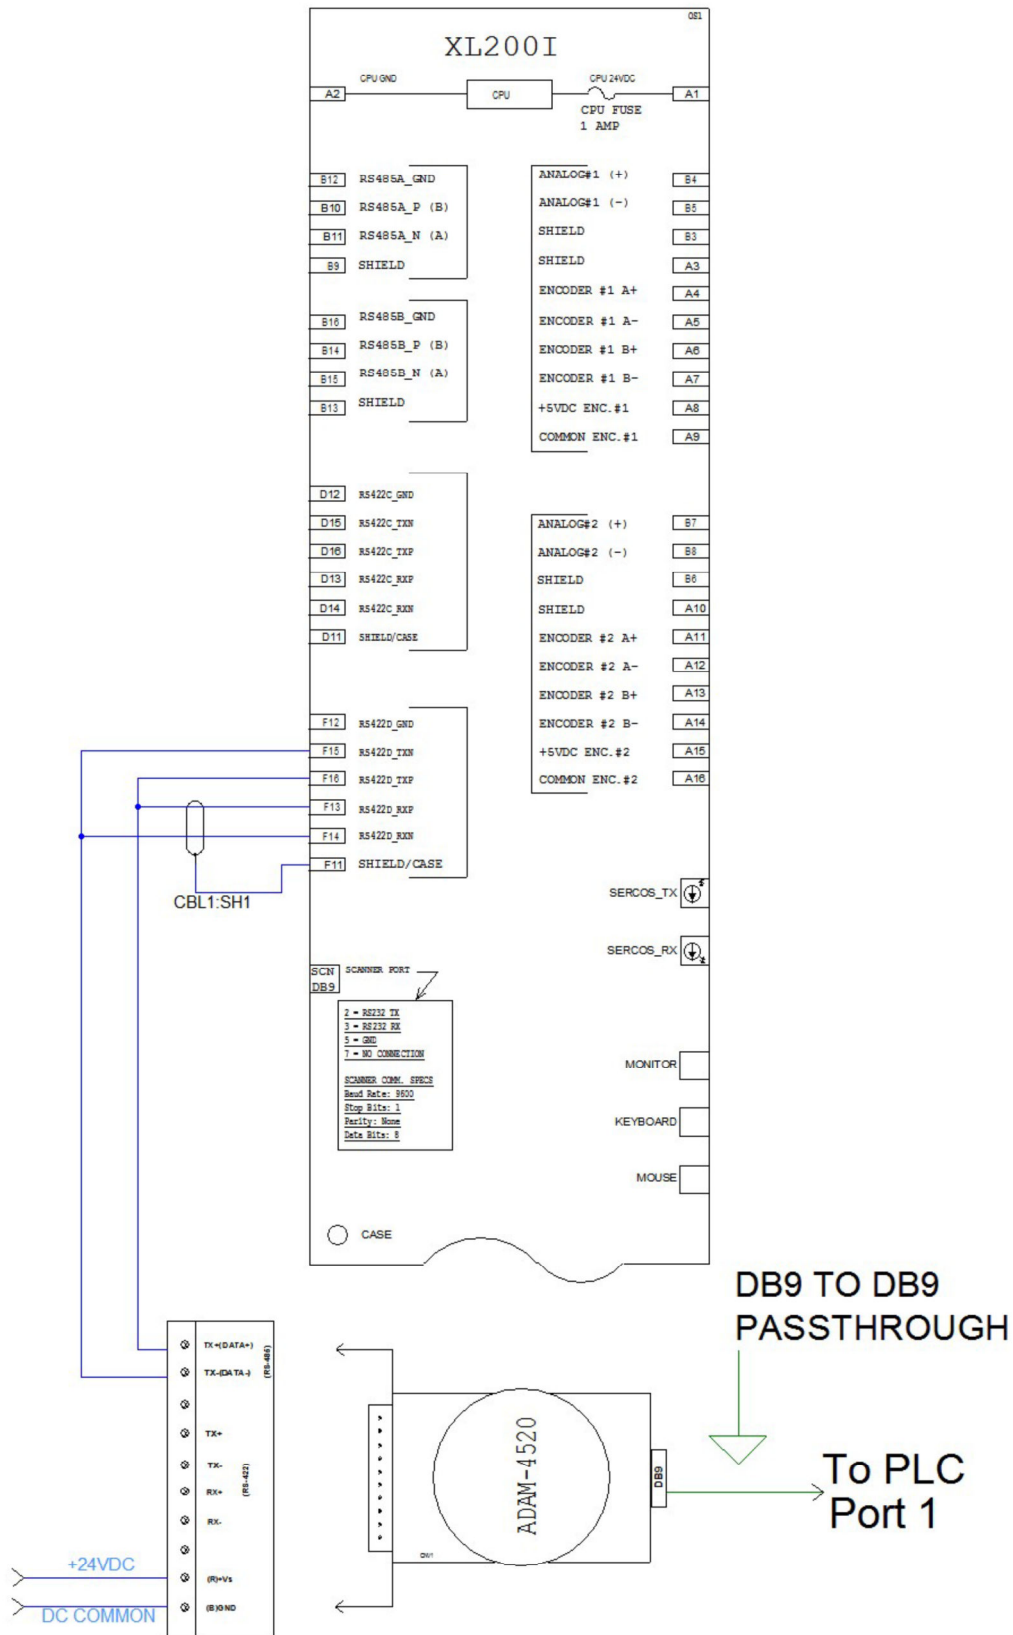 OS1
XL200I
CPU GND
CPU 24VDC
A2
CPU
A1
CPU FUSE
1 AMP
B12 RS485A_GND
B10 RS485A_P (B)
B11 RS485A_N (A)
B9 SHIELD
B16 RS485B_GND
B14 RS485B_P (B)
B15 RS485B_N (A)
B13 SHIELD
D12 RS422C_GND
D15 RS422C_TXN
D16 RS422C_TXP
D13 RS422C_RXP
D14 RS422C_RXN
D11 SHIELD/CASE
F12 RS422D_GND
F15 RS422D_TXN
F16 RS422D_TXP
F13 RS422D_RXP
F14 RS422D_RXN
F11 SHIELD/CASE
CBL1:SH1
ANALOG#1 (+) B4
ANALOG#1 (-) B5
SHIELD B3
SHIELD A3
ENCODER #1 A+ A4
ENCODER #1 A- A5
ENCODER #1 B+ A6
ENCODER #1 B- A7
+5VDC ENC.#1 A8
COMMON ENC.#1 A9
ANALOG#2 (+) B7
ANALOG#2 (-) B8
SHIELD B6
SHIELD A10
ENCODER #2 A+ A11
ENCODER #2 A- A12
ENCODER #2 B+ A13
ENCODER #2 B- A14
+5VDC ENC.#2 A15
COMMON ENC.#2 A16
SERCOS_TX
SERCOS_RX
SCN
DB9
SCANNER PORT
2 = RS232 TX
3 = RS232 RX
5 = GND
7 = NO CONNECTION
SCANNER COMM. SPECS
Baud Rate: 9600
Stop Bits: 1
Parity: None
Data Bits: 8
MONITOR
KEYBOARD
MOUSE
CASE
DB9 TO DB9
PASSTHROUGH
TX+(DATA+)
TX-(DATA-)
(RS-485)
TX+
TX-
RX+
RX-
(RS-422)
(R)+Vs
(B)GND
+24VDC
DC COMMON
ADAM-4520
DB9
To PLC
Port 1